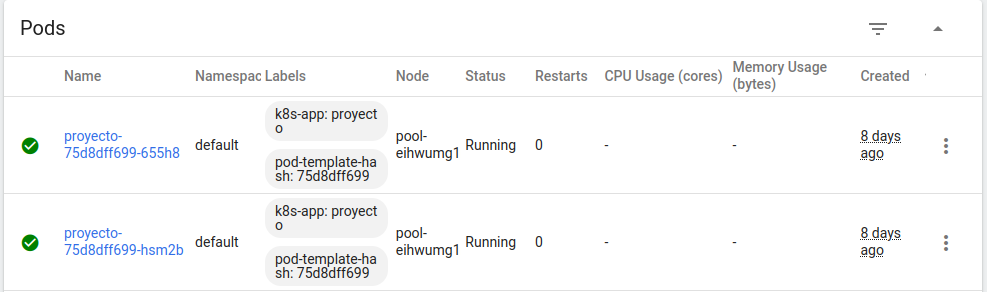 Pods
Name Namespac Labels Node Status Restarts CPU Usage (cores) Memory Usage (bytes) Created
proyecto-
75d8dff699-655h8
default
k8s-app: proyect
o
pod-template-ha
sh: 75d8dff699
pool-
eihwumg1
Running
0
-
-
8 days
ago
proyecto-
75d8dff699-hsm2b
default
k8s-app: proyect
o
pod-template-ha
sh: 75d8dff699
pool-
eihwumg1
Running
0
-
-
8 days
ago